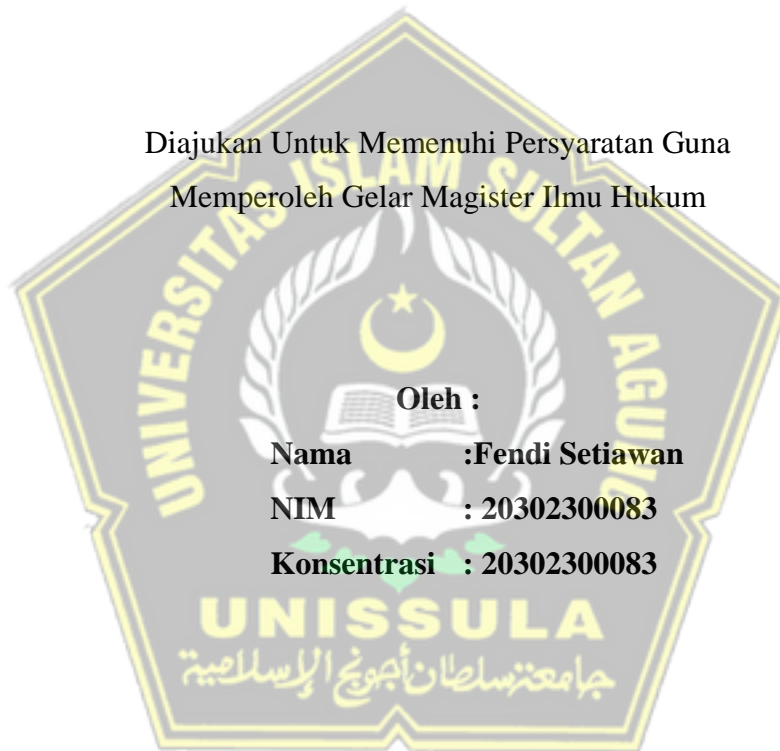 Diajukan Untuk Memenuhi Persyaratan Guna
Memperoleh Gelar Magister Ilmu Hukum
UNIVERSITAS ISLAM SULTAN AGUNG
Oleh :
Nama :Fendi Setiawan
NIM : 20302300083
Konsentrasi : 20302300083
UNISSULA
جامعة سلطان أجونج الإسلامية